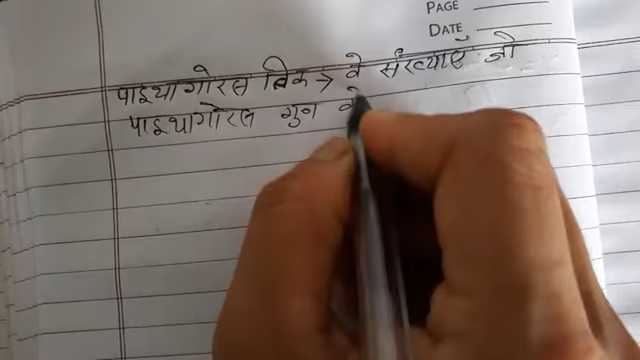 PAGE
DATE
पाइथागोरस त्रिक → वे संख्याएँ जो
पाइथागोरस गुण